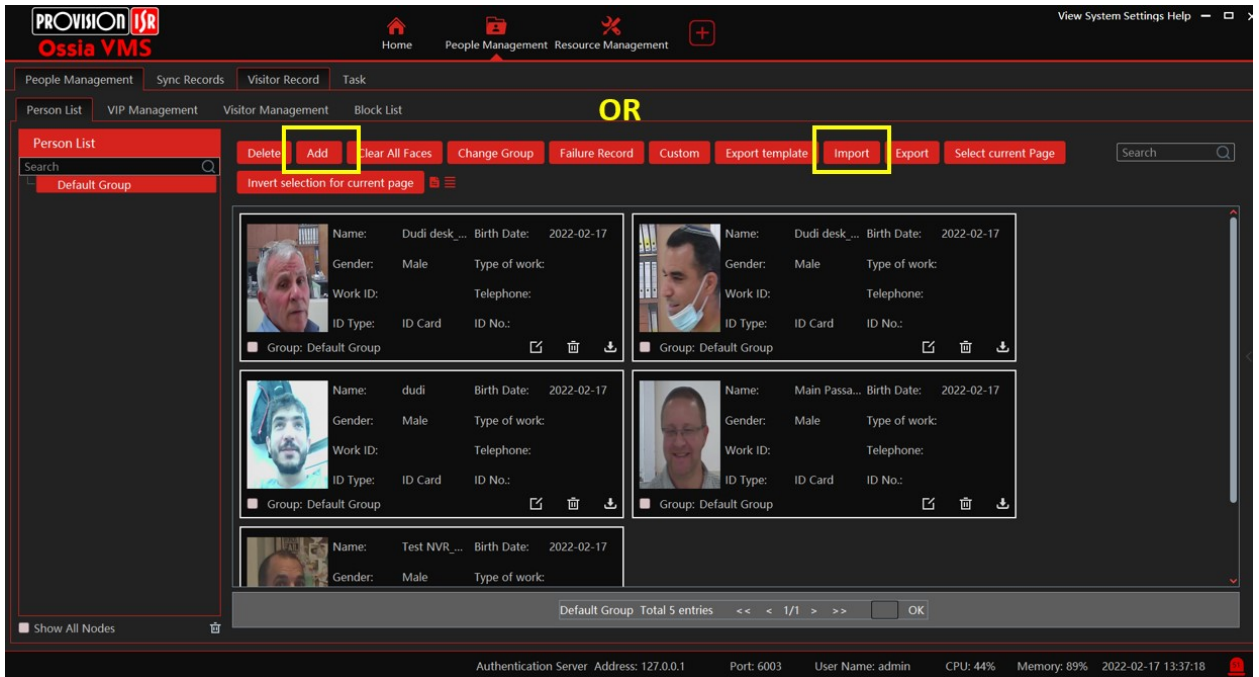 PROVISION ISR
Ossia VMS
View System Settings Help
Home People Management Resource Management
People Management Sync Records Visitor Record Task
Person List VIP Management Visitor Management Block List
OR
Person List
Search
Default Group
Delete Add Clear All Faces Change Group Failure Record Custom Export template Import Export Select current Page Search
Invert selection for current page
Name: Dudi desk_... Birth Date: 2022-02-17
Gender: Male Type of work:
Work ID: Telephone:
ID Type: ID Card ID No.:
Group: Default Group
Name: Dudi desk_... Birth Date: 2022-02-17
Gender: Male Type of work:
Work ID: Telephone:
ID Type: ID Card ID No.:
Group: Default Group
Name: dudi Birth Date: 2022-02-17
Gender: Male Type of work:
Work ID: Telephone:
ID Type: ID Card ID No.:
Group: Default Group
Name: Main Passa... Birth Date: 2022-02-17
Gender: Male Type of work:
Work ID: Telephone:
ID Type: ID Card ID No.:
Group: Default Group
Name: Test NVR_... Birth Date: 2022-02-17
Gender: Male Type of work:
Default Group Total 5 entries << < 1/1 > >> OK
Show All Nodes
Authentication Server Address: 127.0.0.1 Port: 6003 User Name: admin CPU: 44% Memory: 89% 2022-02-17 13:37:18